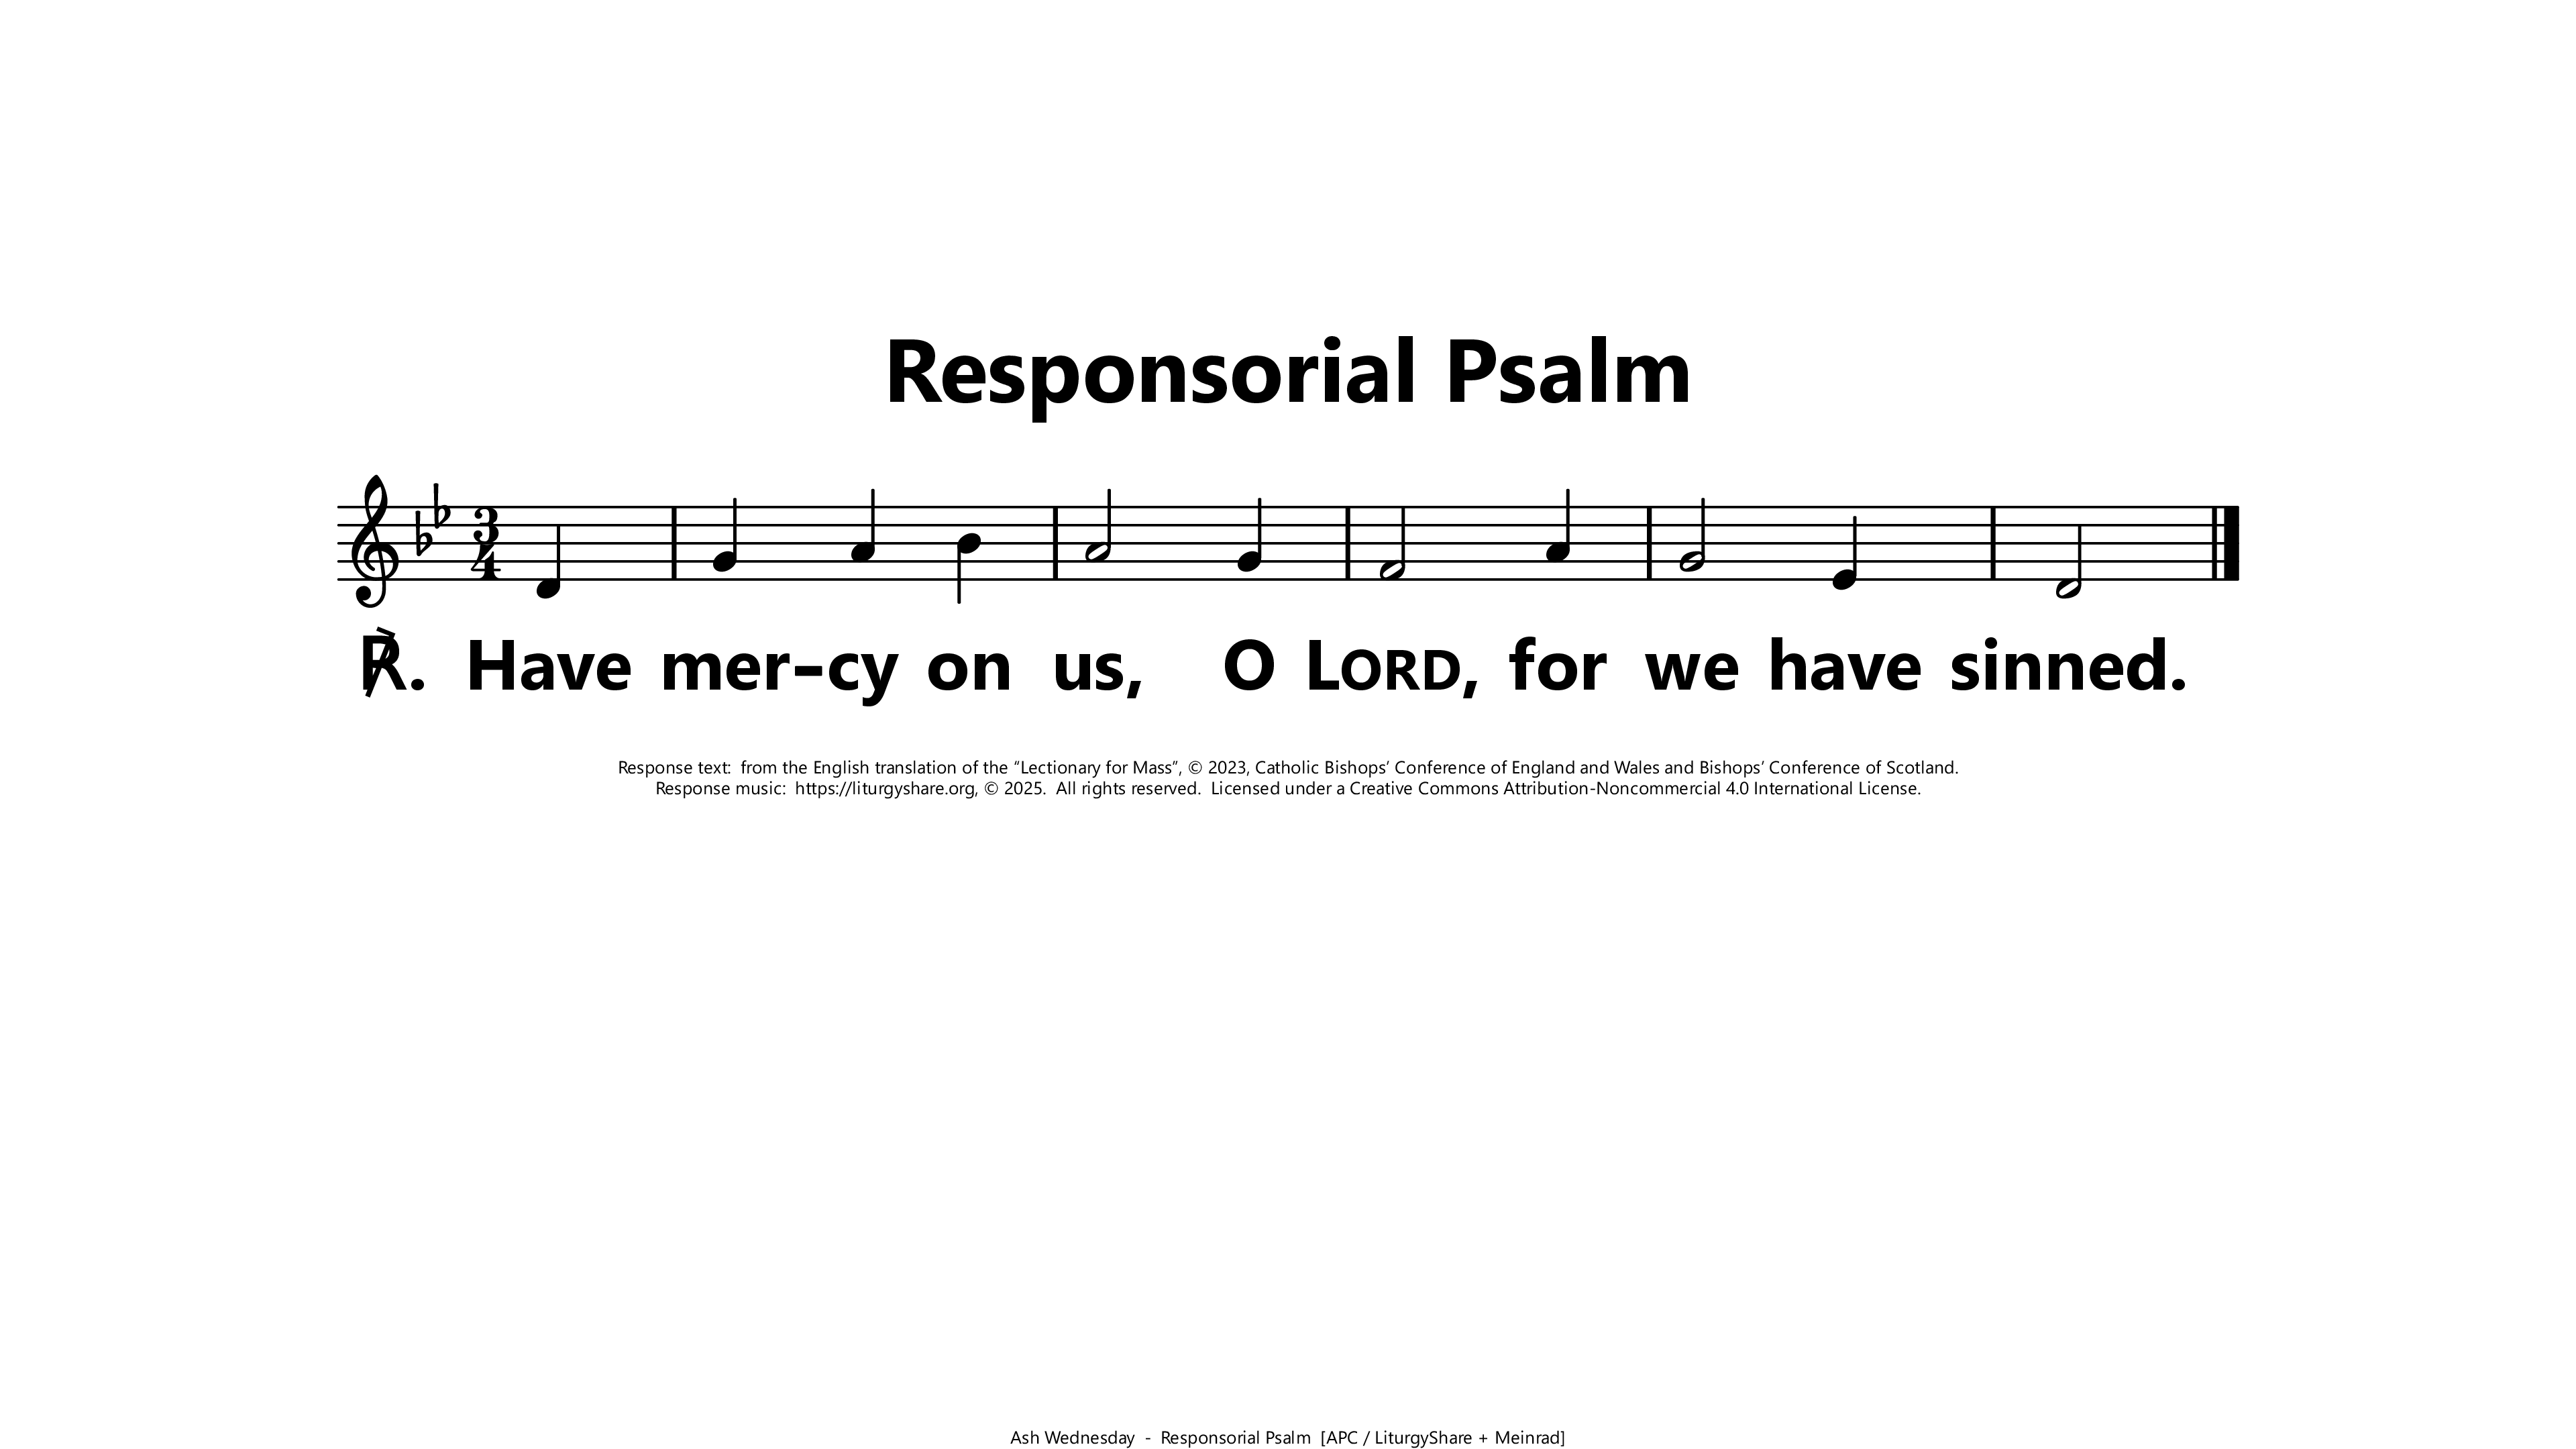 Responsorial Psalm
3
4
℟. Have mer-cy on us, O LORD, for we have sinned.
Response text: from the English translation of the “Lectionary for Mass”, © 2023, Catholic Bishops’ Conference of England and Wales and Bishops’ Conference of Scotland.
Response music: https://liturgyshare.org, © 2025. All rights reserved. Licensed under a Creative Commons Attribution-Noncommercial 4.0 International License.
Ash Wednesday - Responsorial Psalm [APC / LiturgyShare + Meinrad]